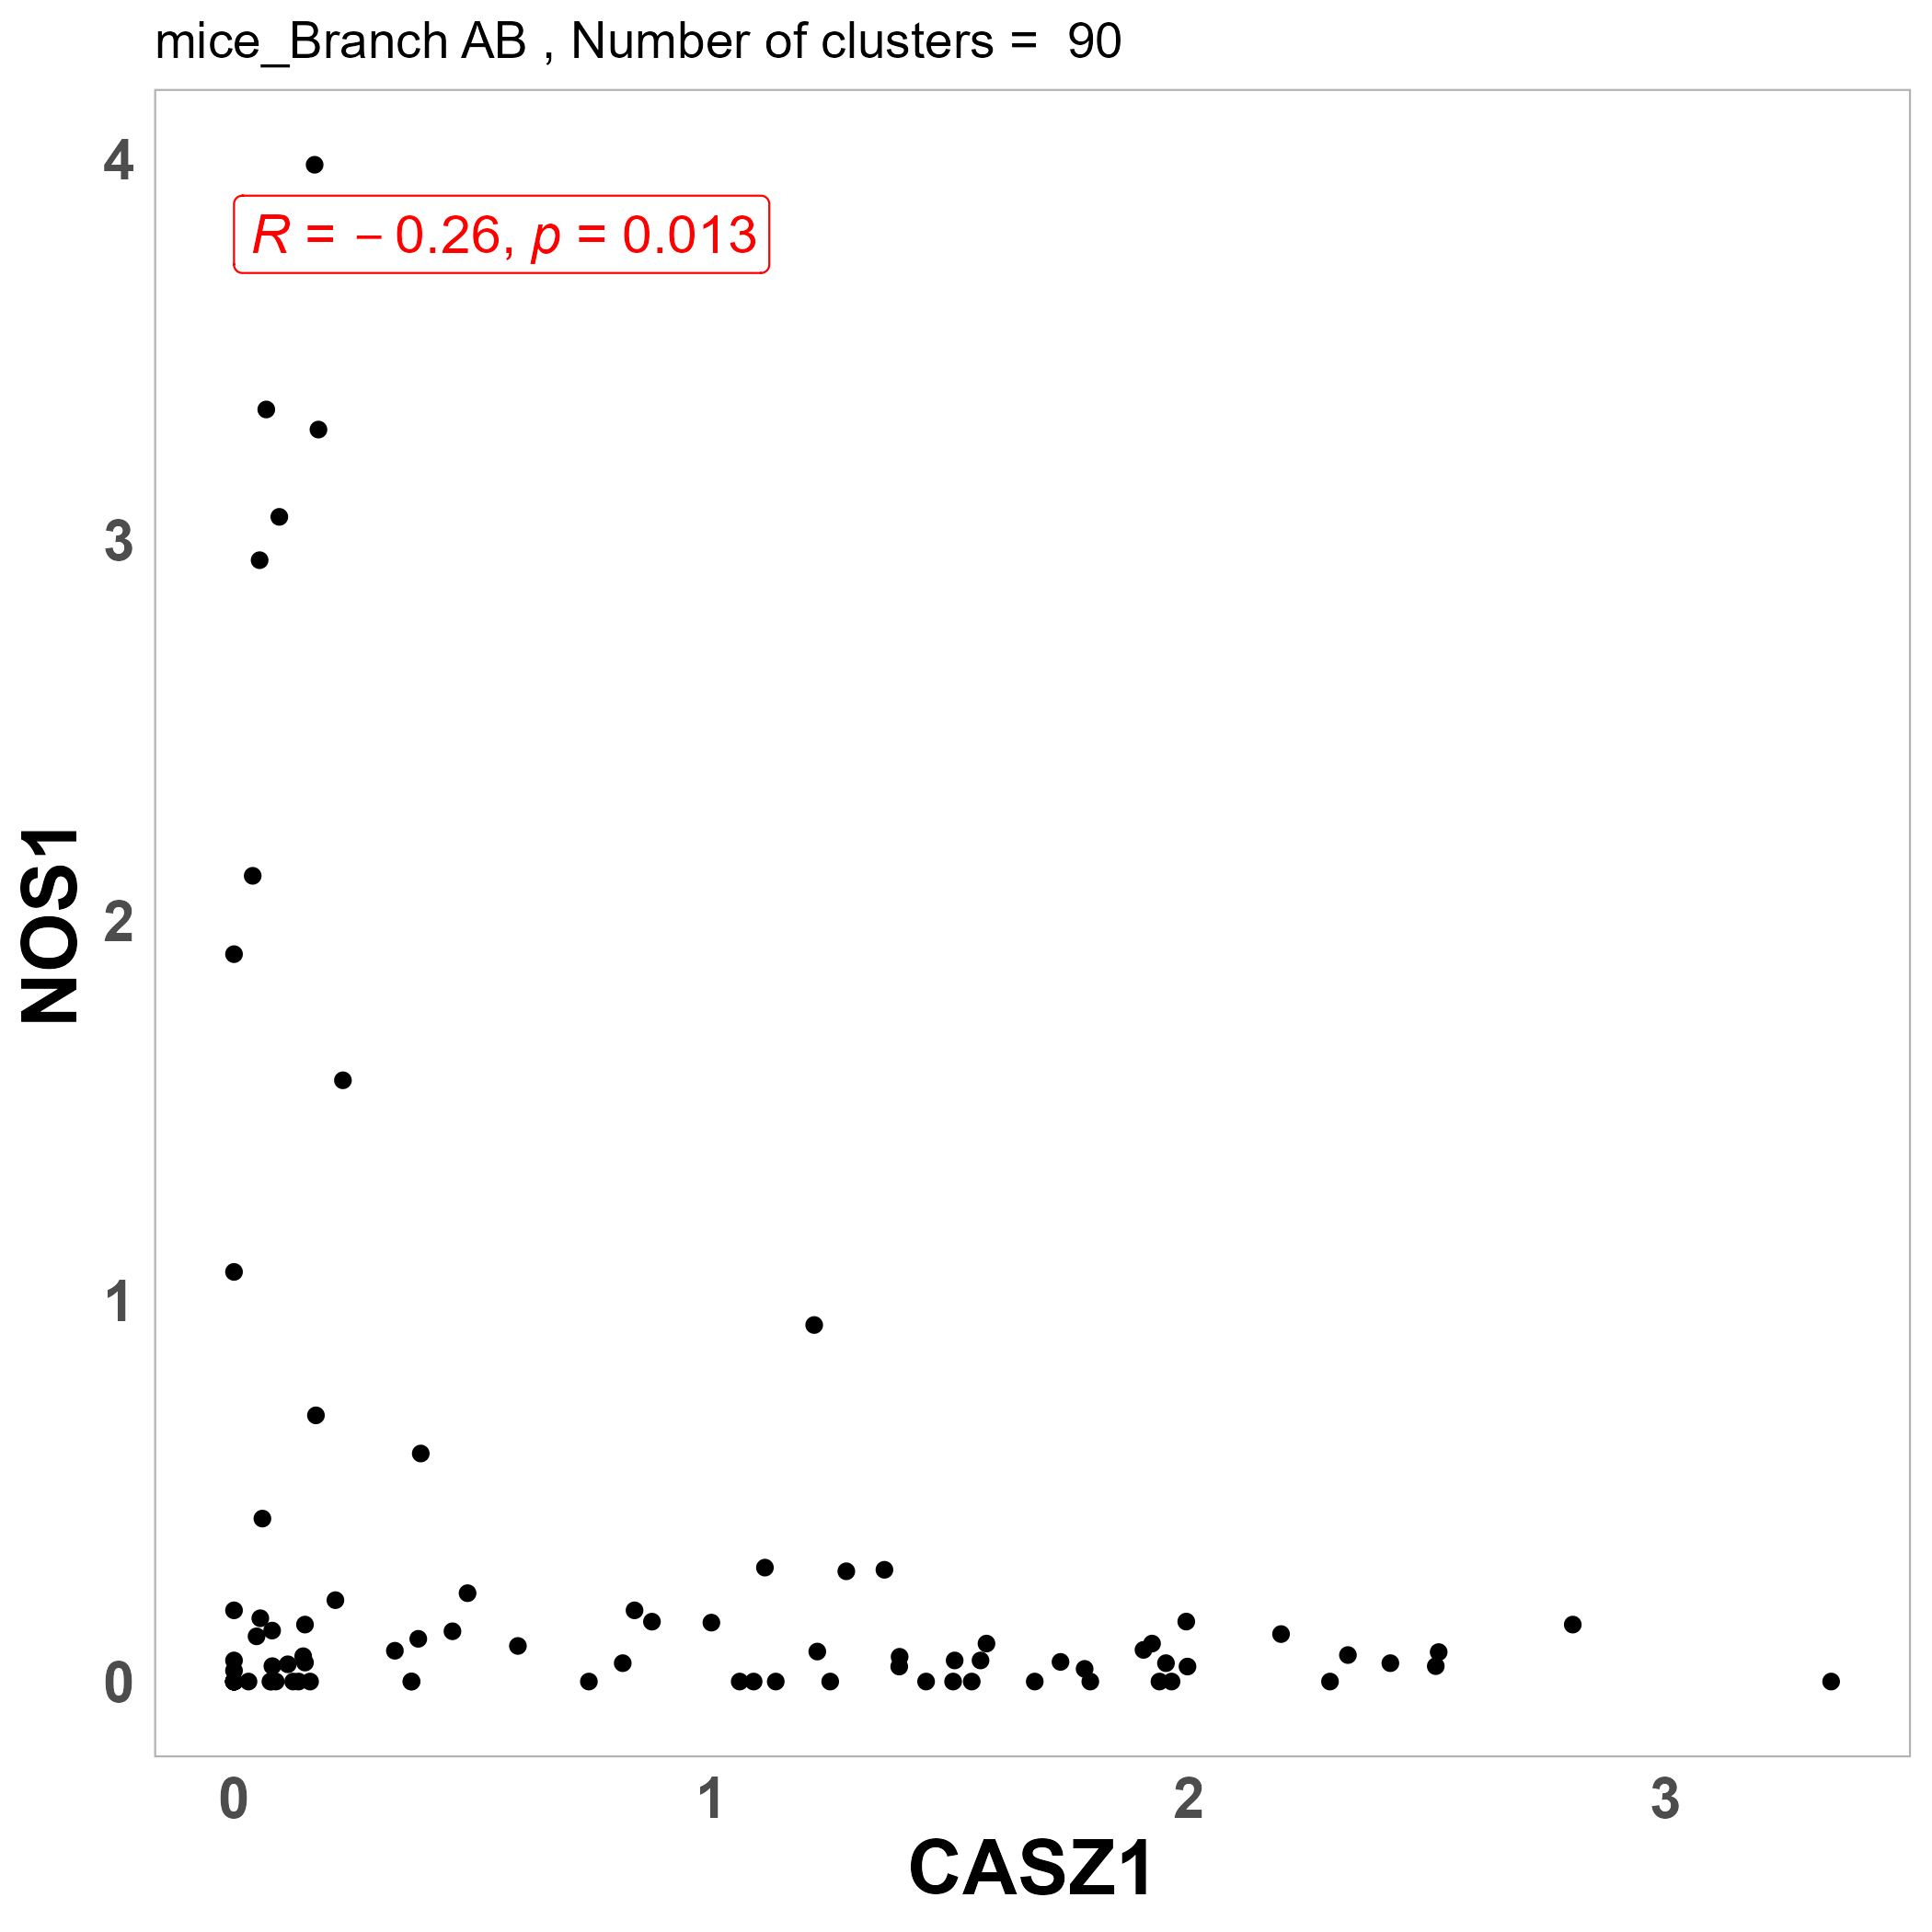 mice_Branch AB , Number of clusters =  90
4
R = − 0.26, p = 0.013
3
2
1
0
NOS1
0 1 2 3
CASZ1